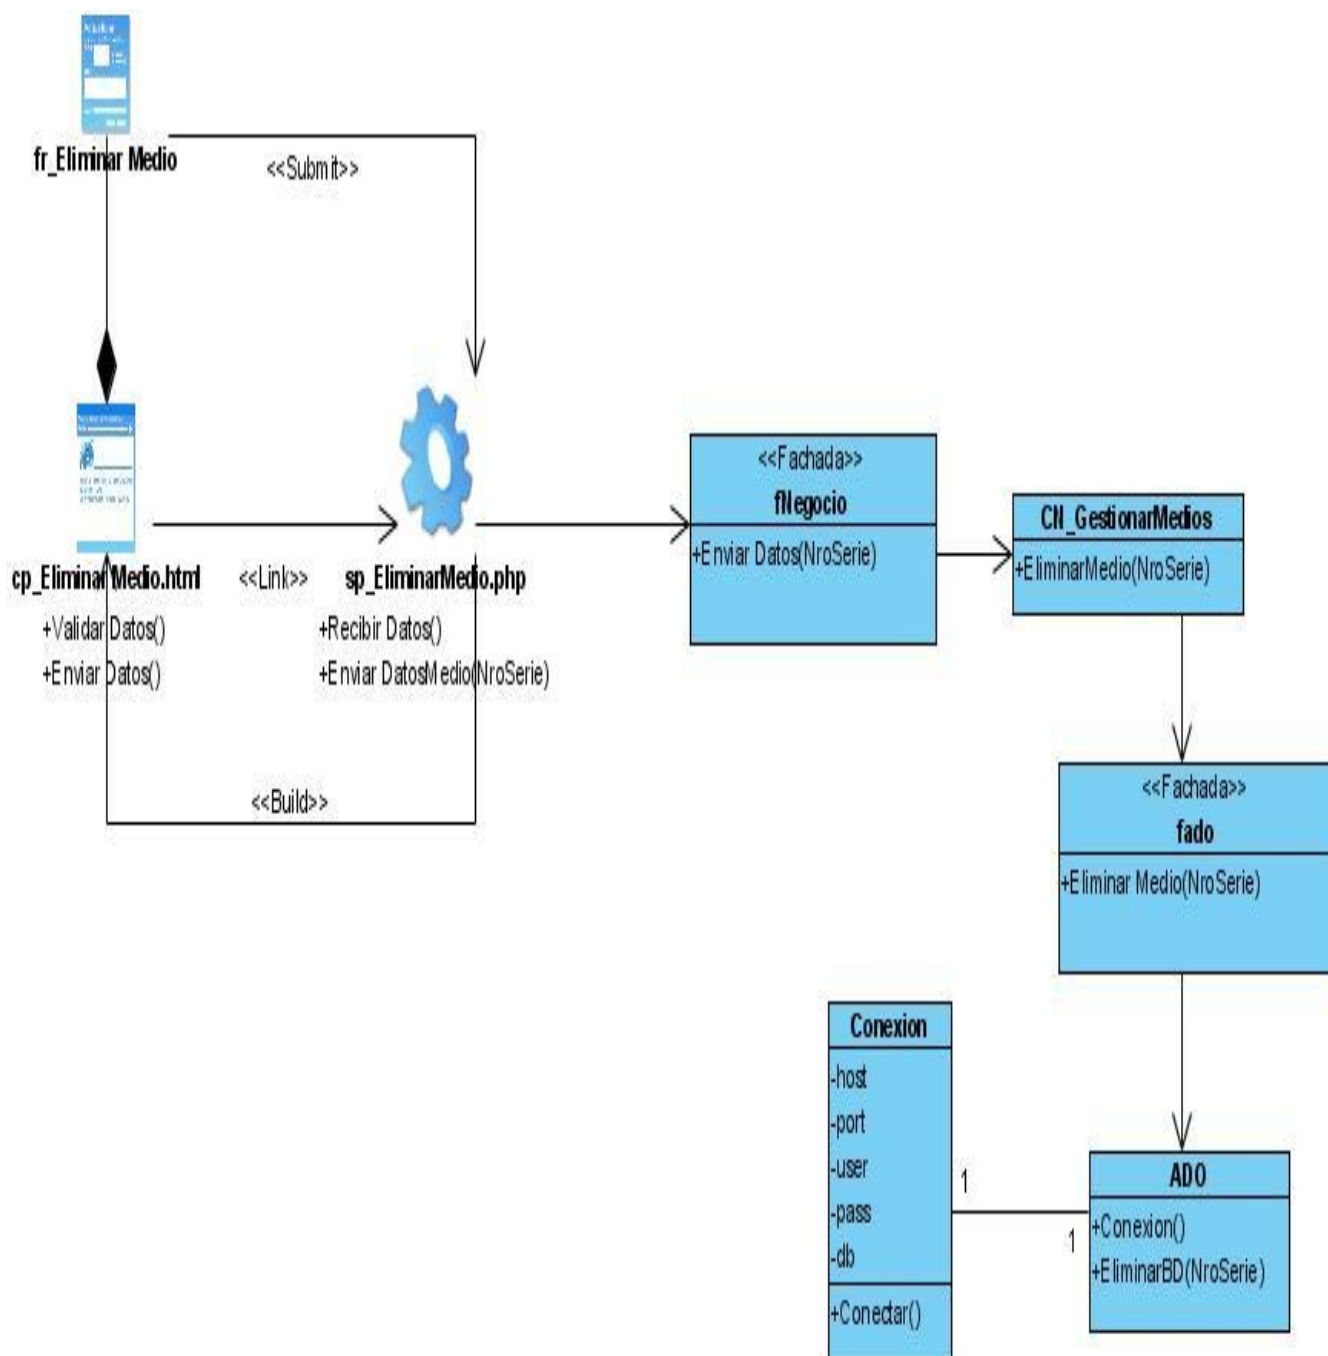 fr_Eliminar Medio
<<Submit>>
cp_EliminarMedio.html
+Validar Datos()
+Enviar Datos()
<<Link>>
sp_EliminarMedio.php
+Recibir Datos()
+Enviar DatosMedio(NroSerie)
<<Build>>
<<Fachada>>
fNegocio
+Enviar Datos(NroSerie)
CN_GestionarMedios
+EliminarMedio(NroSerie)
<<Fachada>>
fado
+Eliminar Medio(NroSerie)
Conexion
-host
-port
-user
-pass
-db
+Conectar()
1
1
ADO
+Conexion()
+EliminarBD(NroSerie)